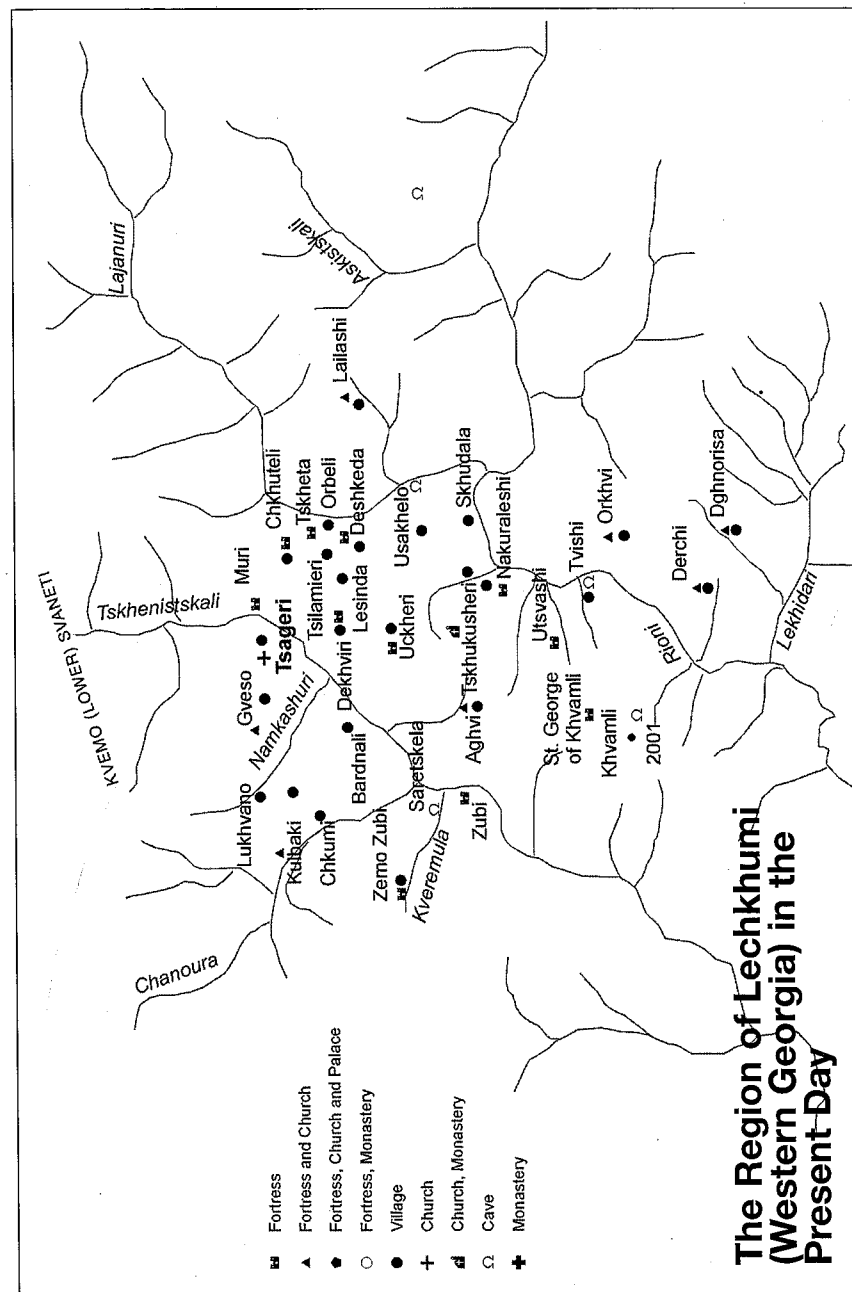 KVEMO (LOWER) SVANETI
Tskhenistskali
Lajanuri
Askistskali
Muri
Chkhuteli
Tskheta
Orbeli
Deshkeda
Lailashi
Tsageri
Tsilamieri
Lesinda
Usakhelo
Skhudala
Gveso
Namkashuri
Dekhviri
Uckheri
Tskhukusheri
Nakuraleshi
Lukhvano
Kulbaki
Chkumi
Bardnali
Saretskela
Aghvi
Utsvashi
Tvishi
Orkhvi
Dghnorisa
Derchi
Lekhidari
Rioni
Chanoura
Zemo Zubi
Kveremula
Zubi
St. George
of Khvamli
Khvamli
2001
Fortress
Fortress and Church
Fortress, Church and Palace
Fortress, Monastery
Village
Church
Church, Monastery
Cave
Monastery
The Region of Lechkhumi
(Western Georgia) in the
Present Day